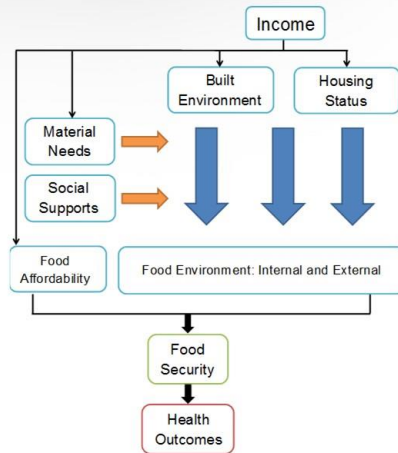 Income
Built
Environment
Housing
Status
Material
Needs
Social
Supports
Food
Affordability
Food Environment: Internal and External
Food
Security
Health
Outcomes